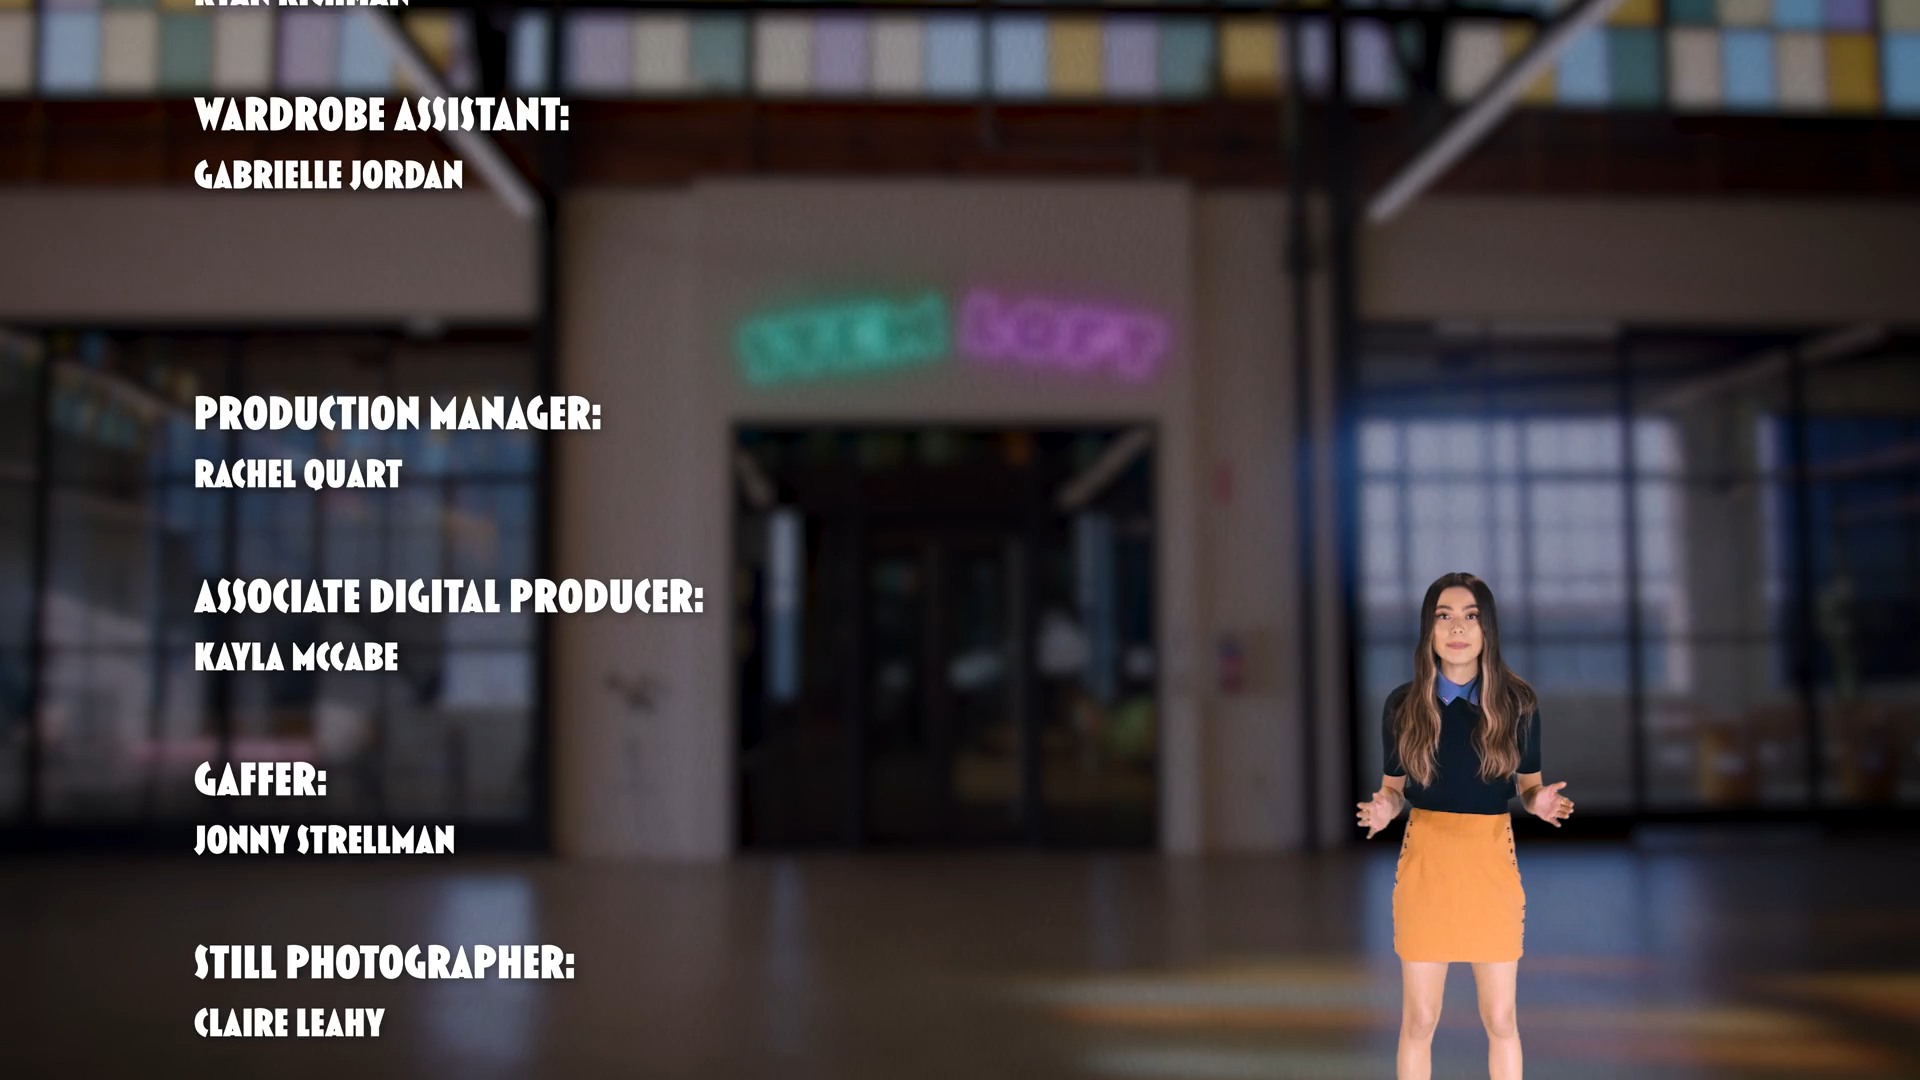 WARDROBE ASSISTANT:
GABRIELLE JORDAN
LOFT
PRODUCTION MANAGER:
RACHEL QUART
ASSOCIATE DIGITAL PRODUCER:
KAYLA MCCABE
GAFFER:
JONNY STRELLMAN
STILL PHOTOGRAPHER:
CLAIRE LEAHY